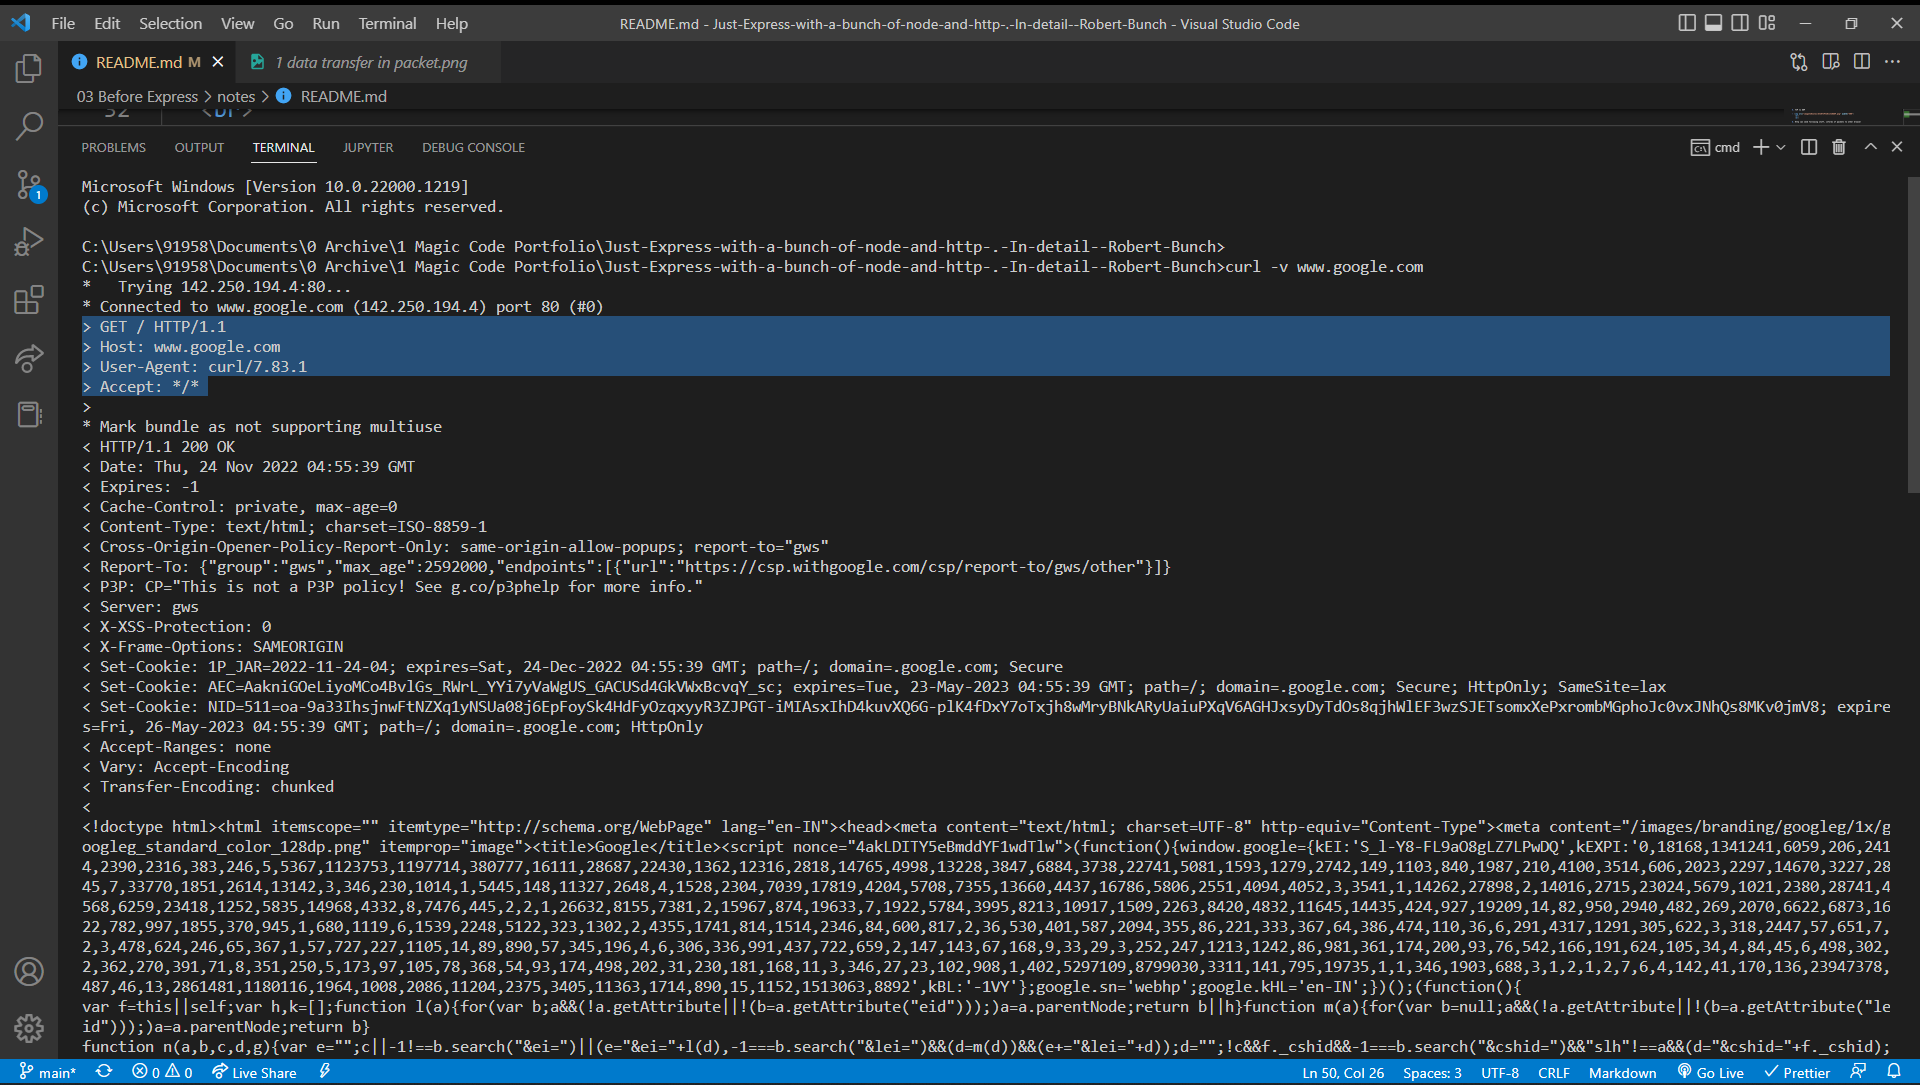 File Edit Selection View Go Run Terminal Help README.md - Just-Express-with-a-bunch-of-node-and-http-.-In-detail--Robert-Bunch - Visual Studio Code
README.md M 1 data transfer in packet.png
03 Before Express > notes > README.md
32 <br>
PROBLEMS OUTPUT TERMINAL JUPYTER DEBUG CONSOLE cmd
Microsoft Windows [Version 10.0.22000.1219]
(c) Microsoft Corporation. All rights reserved.
C:\Users\91958\Documents\0 Archive\1 Magic Code Portfolio\Just-Express-with-a-bunch-of-node-and-http-.-In-detail--Robert-Bunch>
C:\Users\91958\Documents\0 Archive\1 Magic Code Portfolio\Just-Express-with-a-bunch-of-node-and-http-.-In-detail--Robert-Bunch>curl -v www.google.com
*   Trying 142.250.194.4:80...
* Connected to www.google.com (142.250.194.4) port 80 (#0)
> GET / HTTP/1.1
> Host: www.google.com
> User-Agent: curl/7.83.1
> Accept: */*
>
* Mark bundle as not supporting multiuse
< HTTP/1.1 200 OK
< Date: Thu, 24 Nov 2022 04:55:39 GMT
< Expires: -1
< Cache-Control: private, max-age=0
< Content-Type: text/html; charset=ISO-8859-1
< Cross-Origin-Opener-Policy-Report-Only: same-origin-allow-popups; report-to="gws"
< Report-To: {"group":"gws","max_age":2592000,"endpoints":[{"url":"https://csp.withgoogle.com/csp/report-to/gws/other"}]}
< P3P: CP="This is not a P3P policy! See g.co/p3phelp for more info."
< Server: gws
< X-XSS-Protection: 0
< X-Frame-Options: SAMEORIGIN
< Set-Cookie: 1P_JAR=2022-11-24-04; expires=Sat, 24-Dec-2022 04:55:39 GMT; path=/; domain=.google.com; Secure
< Set-Cookie: AEC=AakniGOeLiyoMCo4BvlGs_RWrL_YYi7yVaWgUS_GACUSd4GkVWxBcvqY_sc; expires=Tue, 23-May-2023 04:55:39 GMT; path=/; domain=.google.com; Secure; HttpOnly; SameSite=lax
< Set-Cookie: NID=511=oa-9a33IhsjnwFtNZXq1yNSUa08j6EpFoySk4HdFyOzqxyyR3ZJPGT-iMIAsxIhD4kuvXQ6G-plK4fDxY7oTxjh8wMryBNkARyUaiuPXqV6AGHJxsyDyTdOs8qjhWlEF3wzSJETsomxXePxrombMGphoJc0vxJNhQs8MKv0jmV8; expire
s=Fri, 26-May-2023 04:55:39 GMT; path=/; domain=.google.com; HttpOnly
< Accept-Ranges: none
< Vary: Accept-Encoding
< Transfer-Encoding: chunked
<
<!doctype html><html itemscope="" itemtype="http://schema.org/WebPage" lang="en-IN"><head><meta content="text/html; charset=UTF-8" http-equiv="Content-Type"><meta content="/images/branding/googleg/1x/g
oogleg_standard_color_128dp.png" itemprop="image"><title>Google</title><script nonce="4akLDITY5eBmddYF1wdTlw">(function(){window.google={kEI:'S_l-Y8-FL9aO8gLZ7LPwDQ',kEXPI:'0,18168,1341241,6059,206,241
4,2390,2316,383,246,5,5367,1123753,1197714,380777,16111,28687,22430,1362,12316,2818,14765,4998,13228,3847,6884,3738,22741,5081,1593,1279,2742,149,1103,840,1987,210,4100,3514,606,2023,2297,14670,3227,28
45,7,33770,1851,2614,13142,3,346,230,1014,1,5445,148,11327,2648,4,1528,2304,7039,17819,4204,5708,7355,13660,4437,16786,5806,2551,4094,4052,3,3541,1,14262,27898,2,14016,2715,23024,5679,1021,2380,28741,4
568,6259,23418,1252,5835,14968,4332,8,7476,445,2,2,1,26632,8155,7381,2,15967,874,19633,7,1922,5784,3995,8213,10917,1509,2263,8420,4832,11645,14435,424,927,19209,14,82,950,2940,482,269,2070,6622,6873,16
22,782,997,1855,370,945,1,680,1119,6,1539,2248,5122,323,1302,2,4355,1741,814,1514,2346,84,600,817,2,36,530,401,587,2094,355,86,221,333,367,64,386,474,110,36,6,291,4317,1291,305,622,3,318,2447,57,651,7,
2,3,478,624,246,65,367,1,57,727,227,1105,14,89,890,57,345,196,4,6,306,336,991,437,722,659,2,147,143,67,168,9,33,29,3,252,247,1213,1242,86,981,361,174,200,93,76,542,166,191,624,105,34,4,84,45,6,498,302,
2,362,270,391,71,8,351,250,5,173,97,105,78,368,54,93,174,498,202,31,230,181,168,11,3,346,27,23,102,908,1,402,5297109,8799030,3311,141,795,19735,1,1,346,1903,688,3,1,2,1,2,7,6,4,142,41,170,136,23947378,
487,46,13,2861481,1180116,1964,1008,2086,11204,2375,3405,11363,1714,890,15,1152,1513063,8892',kBL:'-1VY'};google.sn='webhp';google.kHL='en-IN';})();(function(){
var f=this||self;var h,k=[];function l(a){for(var b;a&&(!a.getAttribute||!(b=a.getAttribute("eid")));)a=a.parentNode;return b||h}function m(a){for(var b=null;a&&(!a.getAttribute||!(b=a.getAttribute("le
id")));)a=a.parentNode;return b}
function n(a,b,c,d,g){var e="";c||-1!==b.search("&ei=")||(e="&ei="+l(d),-1===b.search("&lei=")&&(d=m(d))&&(e+="&lei="+d));d="";!c&&f._cshid&&-1===b.search("&cshid=")&&"slh"!==a&&(d="&cshid="+f._cshid);
main* 0 0 Live Share Ln 50, Col 26 Spaces: 3 UTF-8 CRLF Markdown Go Live Prettier